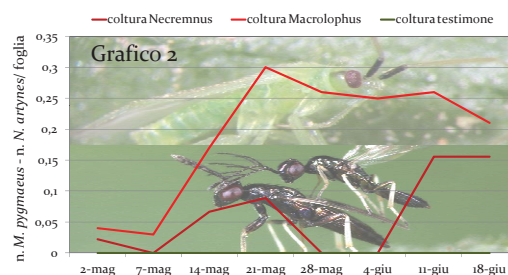 coltura Necremnus coltura Macrolophus coltura testimone
Grafico 2
n. M. pygmaeus - n. N. artynes/ foglia
0,35
0,3
0,25
0,2
0,15
0,1
0,05
0
2-mag 7-mag 14-mag 21-mag 28-mag 4-giu 11-giu 18-giu